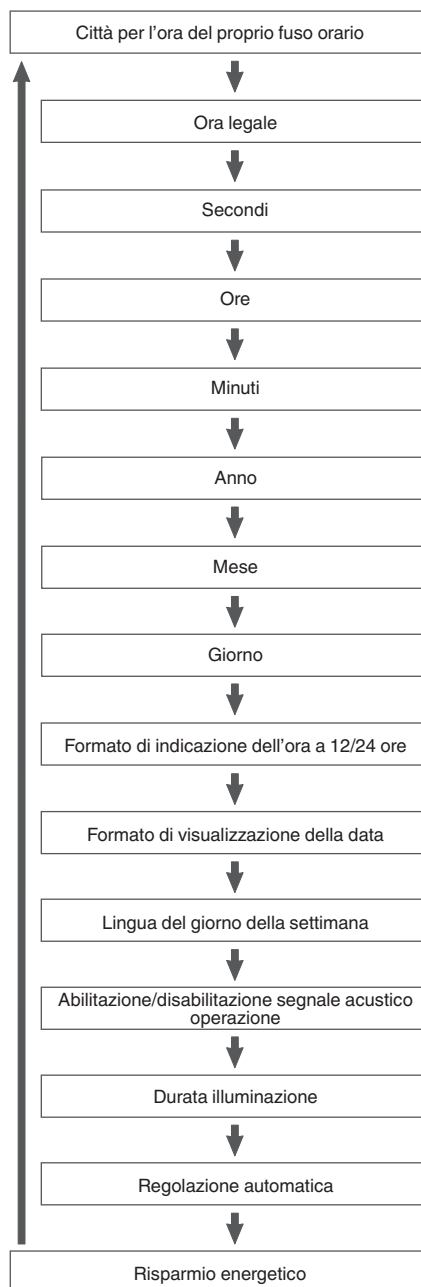 Città per l'ora del proprio fuso orario
Ora legale
Secondi
Ore
Minuti
Anno
Mese
Giorno
Formato di indicazione dell'ora a 12/24 ore
Formato di visualizzazione della data
Lingua del giorno della settimana
Abilitazione/disabilitazione segnale acustico
operazione
Durata illuminazione
Regolazione automatica
Risparmio energetico